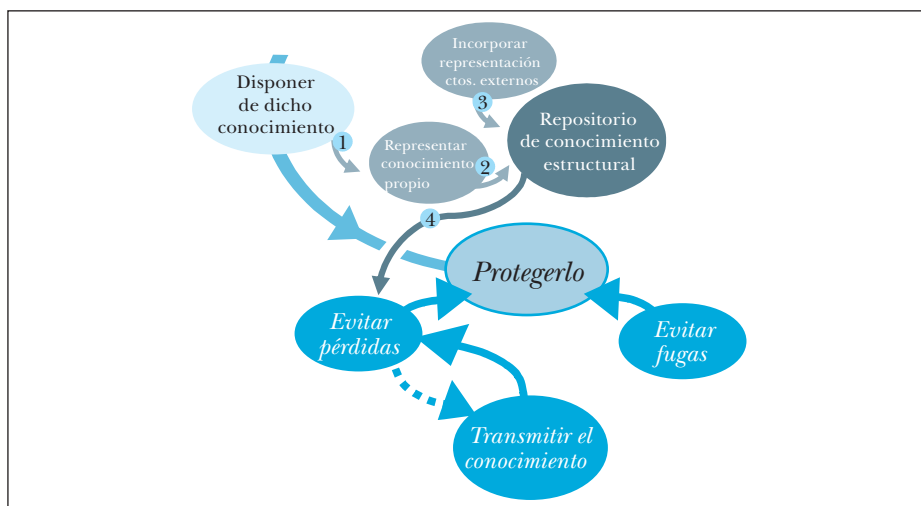 Incorporar
representación
ctos. externos
3
Disponer
de dicho
conocimiento
1
Repositorio
de conocimiento
estructural
Representar
conocimiento
propio
2
4
Protegerlo
Evitar
pérdidas
Evitar
fugas
Transmitir el
conocimiento